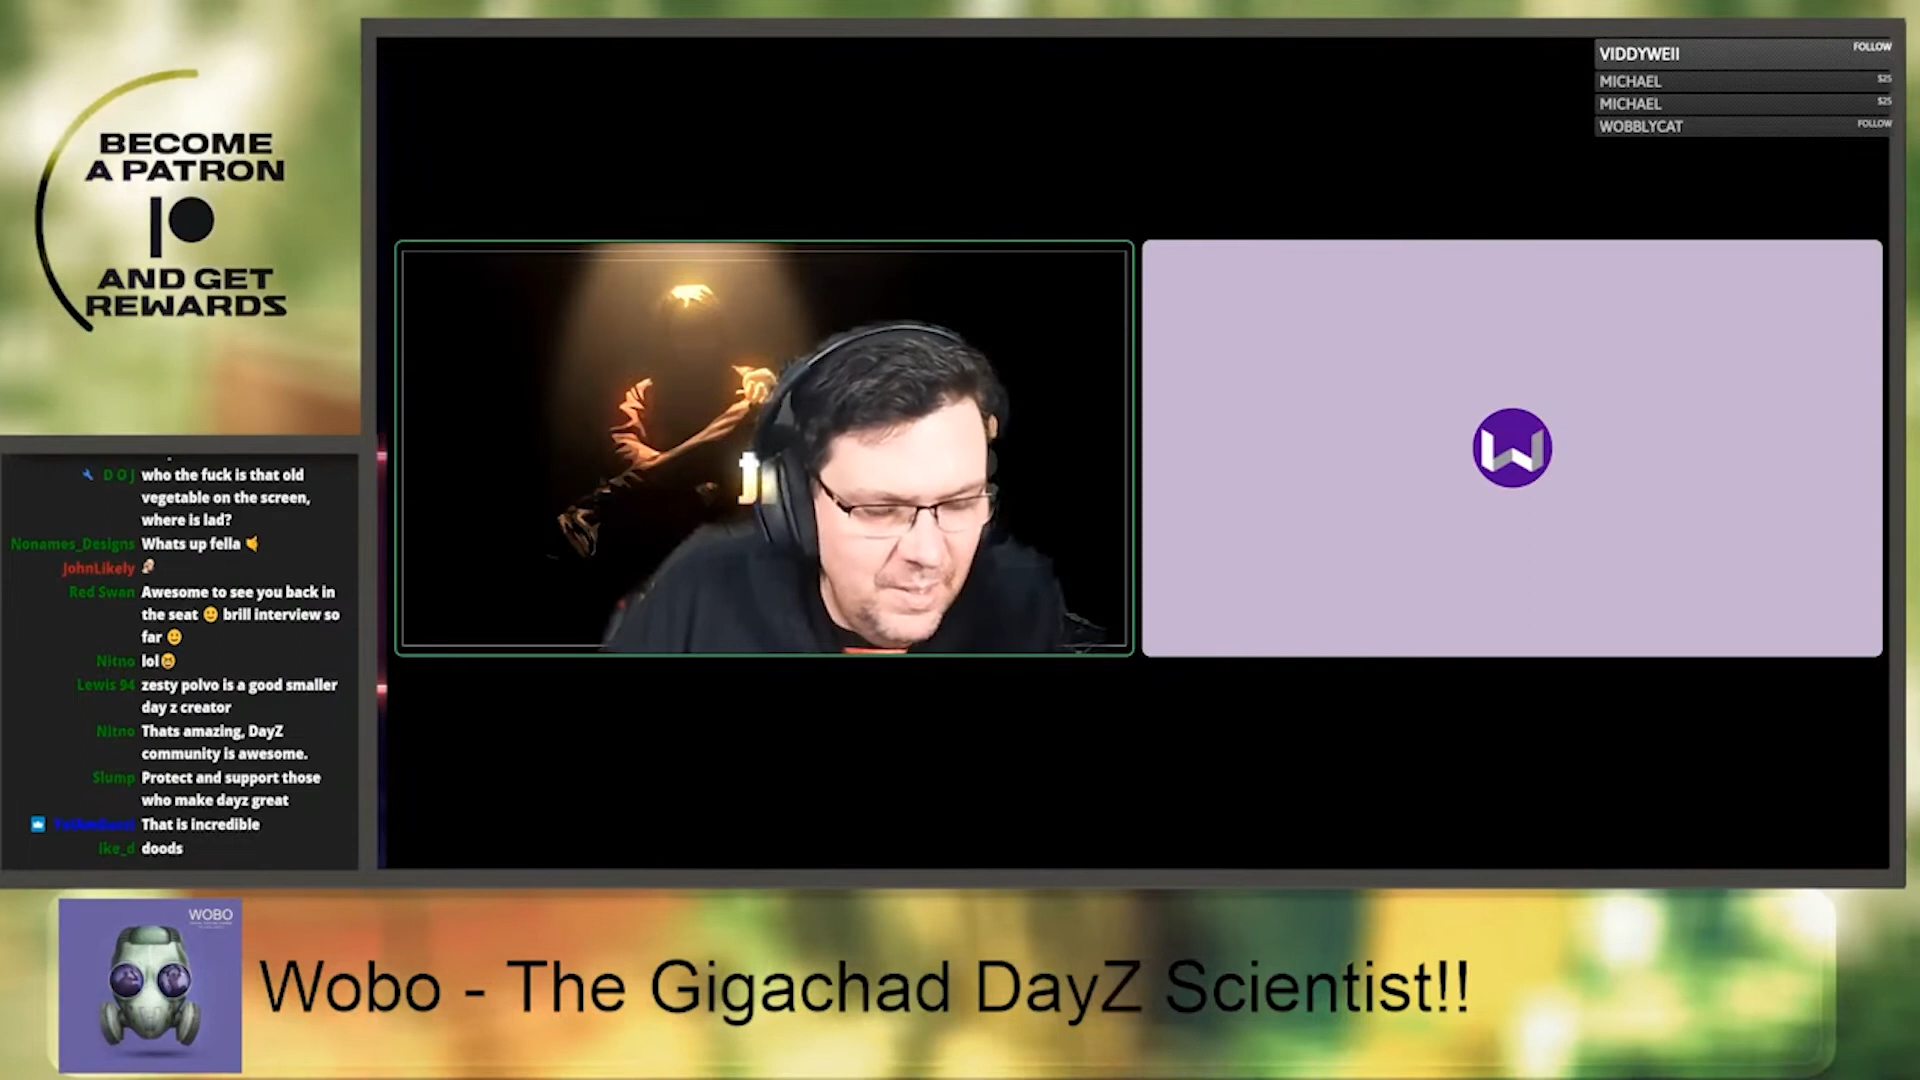 BECOME
A PATRON
AND GET
REWARDS
VIDDYWEII FOLLOW
MICHAEL $25
MICHAEL $25
WOBBLYCAT FOLLOW
D O J who the fuck is that old
vegetable on the screen,
where is lad?
Nonames_Designs Whats up fella
JohnLikely
Red Swan Awesome to see you back in
the seat 🙂 brill interview so
far 🙂
Nitno lol
Lewis 94 zesty polvo is a good smaller
day z creator
Nitno Thats amazing, DayZ
community is awesome.
Slump Protect and support those
who make dayz great
That is incredible
Ike_d doods
WOBO
Wobo - The Gigachad DayZ Scientist!!